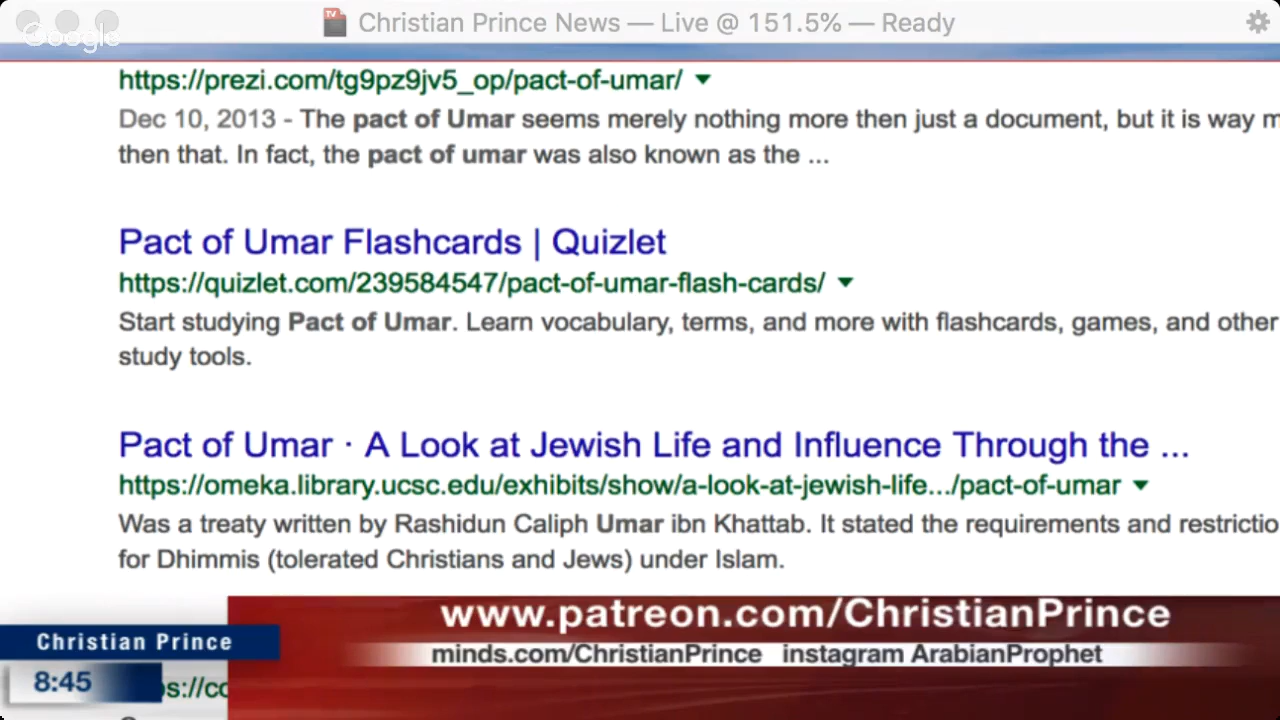 Christian Prince News — Live @ 151.5% — Ready
Google
https://prezi.com/tg9pz9jv5_op/pact-of-umar/
Dec 10, 2013 - The pact of Umar seems merely nothing more then just a document, but it is way
then that. In fact, the pact of umar was also known as the ...
Pact of Umar Flashcards | Quizlet
https://quizlet.com/239584547/pact-of-umar-flash-cards/
Start studying Pact of Umar. Learn vocabulary, terms, and more with flashcards, games, and other
study tools.
Pact of Umar · A Look at Jewish Life and Influence Through the ...
https://omeka.library.ucsc.edu/exhibits/show/a-look-at-jewish-life.../pact-of-umar
Was a treaty written by Rashidun Caliph Umar ibn Khattab. It stated the requirements and restrictio
for Dhimmis (tolerated Christians and Jews) under Islam.
www.patreon.com/ChristianPrince
Christian Prince
minds.com/ChristianPrince instagram ArabianProphet
8:45